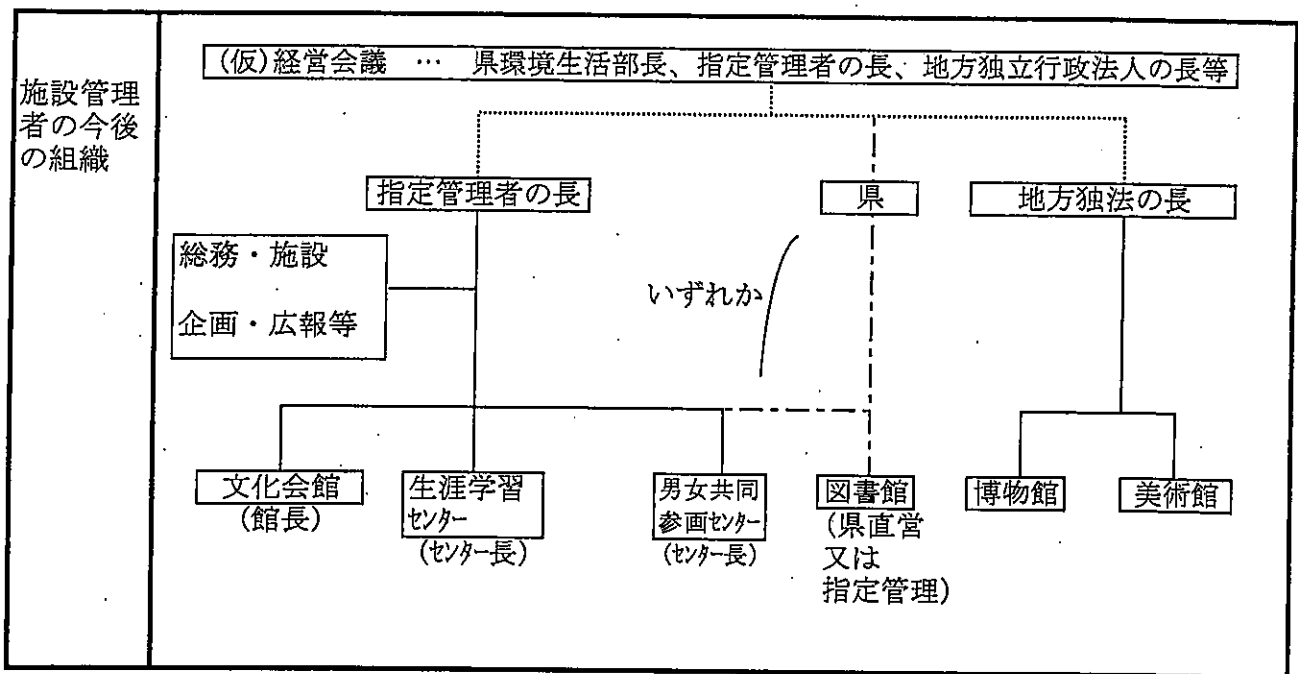 施設管理
者の今後
の組織
(仮)経営会議 … 県環境生活部長、指定管理者の長、地方独立行政法人の長等
指定管理者の長
県
地方独法の長
総務・施設
企画・広報等
いずれか
文化会館
(館長)
生涯学習
センター
(センター長)
男女共同
参画センター
(センター長)
図書館
(県直営
又は
指定管理)
博物館
美術館